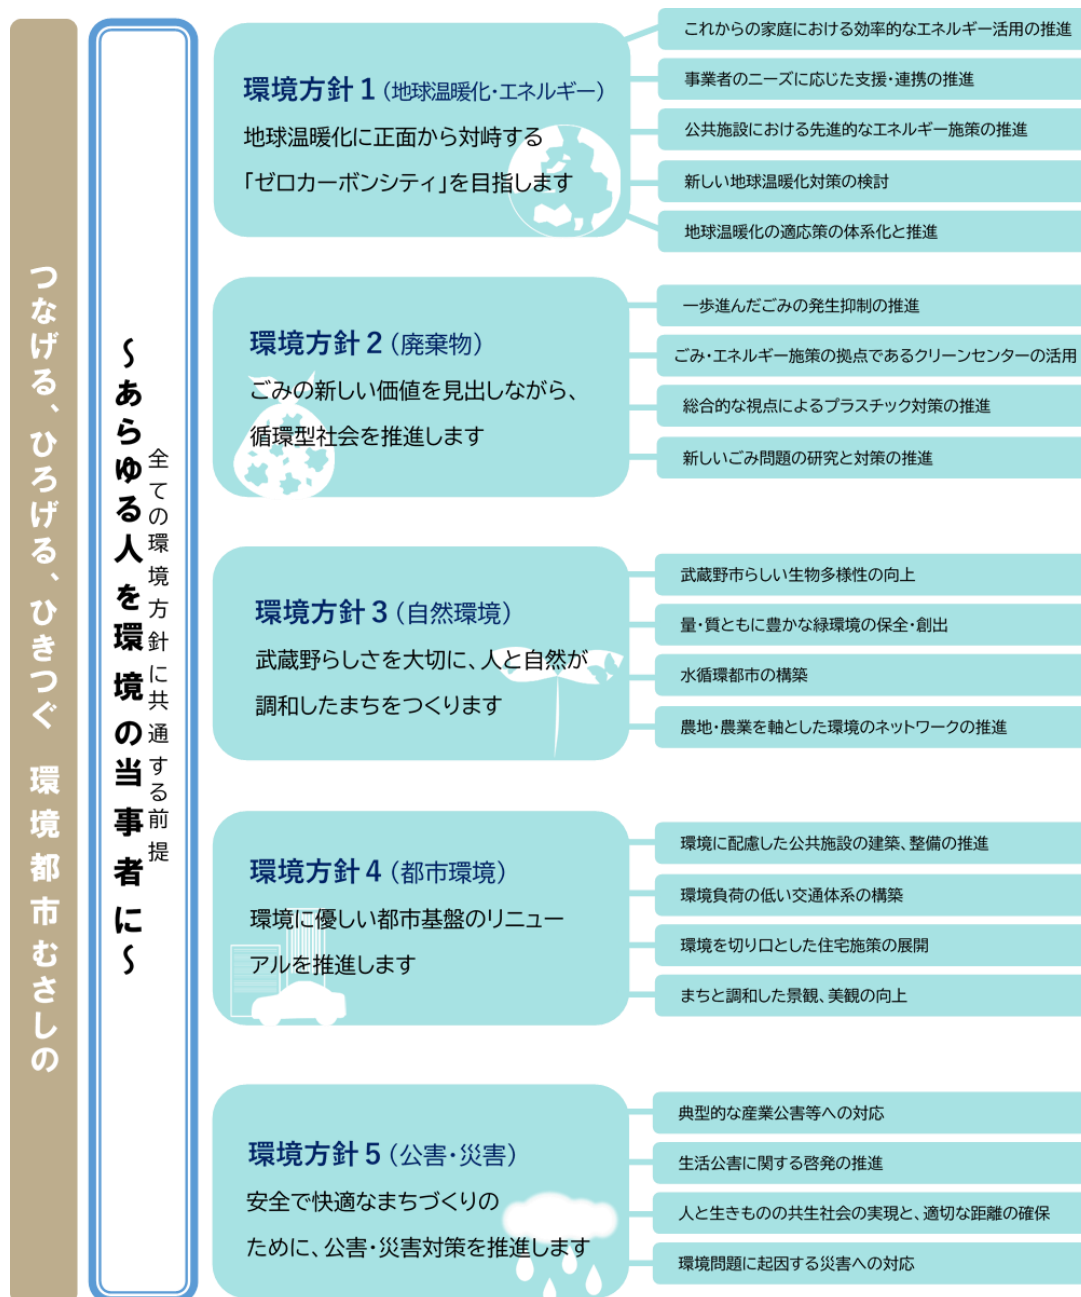 つなげる、ひろげる、ひきつぐ　環境都市むさしの
全ての環境方針に共通する前提
～あらゆる人を環境の当事者に～
環境方針１（地球温暖化・エネルギー）
地球温暖化に正面から対峙する
「ゼロカーボンシティ」を目指します
これからの家庭における効率的なエネルギー活用の推進
事業者のニーズに応じた支援・連携の推進
公共施設における先進的なエネルギー施策の推進
新しい地球温暖化対策の検討
地球温暖化の適応策の体系化と推進
環境方針２（廃棄物）
ごみの新しい価値を見出しながら、
循環型社会を推進します
一歩進んだごみの発生抑制の推進
ごみ・エネルギー施策の拠点であるクリーンセンターの活用
総合的な視点によるプラスチック対策の推進
新しいごみ問題の研究と対策の推進
環境方針３（自然環境）
武蔵野らしさを大切に、人と自然が
調和したまちをつくります
武蔵野市らしい生物多様性の向上
量・質ともに豊かな緑環境の保全・創出
水循環都市の構築
農地・農業を軸とした環境のネットワークの推進
環境方針４（都市環境）
環境に優しい都市基盤のリニュー
アルを推進します
環境に配慮した公共施設の建築、整備の推進
環境負荷の低い交通体系の構築
環境を切り口とした住宅施策の展開
まちと調和した景観、美観の向上
環境方針５（公害・災害）
安全で快適なまちづくりの
ために、公害・災害対策を推進します
典型的な産業公害等への対応
生活公害に関する啓発の推進
人と生きものの共生社会の実現と、適切な距離の確保
環境問題に起因する災害への対応